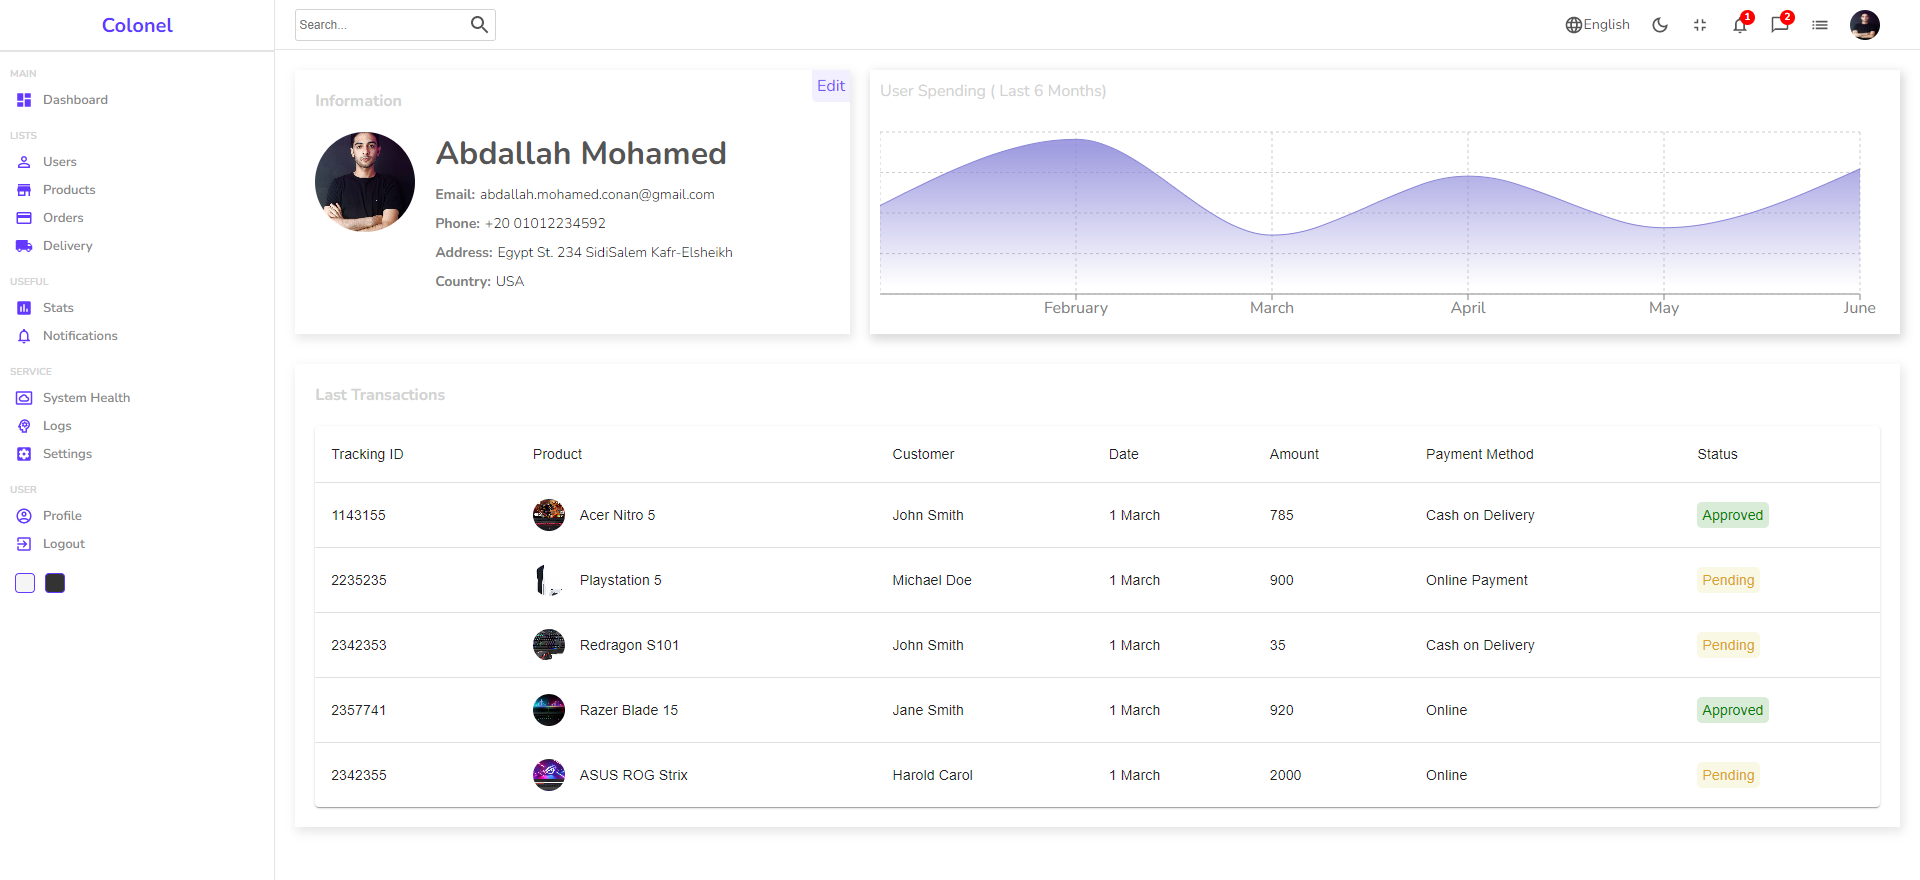 Colonel
Search...
English
1
2
MAIN
Dashboard
LISTS
Users
Products
Orders
Delivery
USEFUL
Stats
Notifications
SERVICE
System Health
Logs
Settings
USER
Profile
Logout
Edit
Information
Abdallah Mohamed
Email: abdallah.mohamed.conan@gmail.com
Phone: +20 01012234592
Address: Egypt St. 234 SidiSalem Kafr-Elsheikh
Country: USA
User Spending ( Last 6 Months)
February March April May June
Last Transactions
Tracking ID Product Customer Date Amount Payment Method Status
1143155 Acer Nitro 5 John Smith 1 March 785 Cash on Delivery Approved
2235235 Playstation 5 Michael Doe 1 March 900 Online Payment Pending
2342353 Redragon S101 John Smith 1 March 35 Cash on Delivery Pending
2357741 Razer Blade 15 Jane Smith 1 March 920 Online Approved
2342355 ASUS ROG Strix Harold Carol 1 March 2000 Online Pending